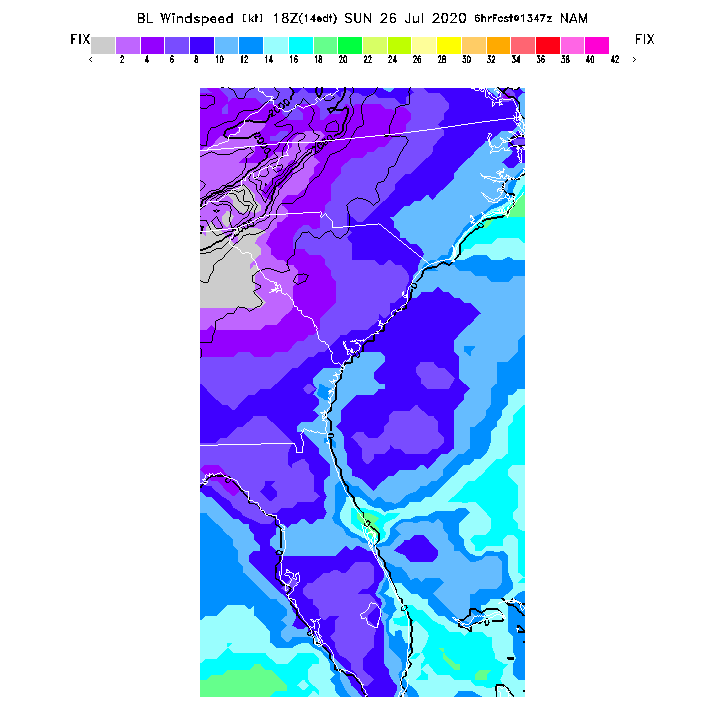 BL Windspeed [kt] 18Z(14edt) SUN 26 Jul 2020 6hrFcst@1347z NAM
FIX FIX
< 2 4 6 8 10 12 14 16 18 20 22 24 26 28 30 32 34 36 38 40 42 >